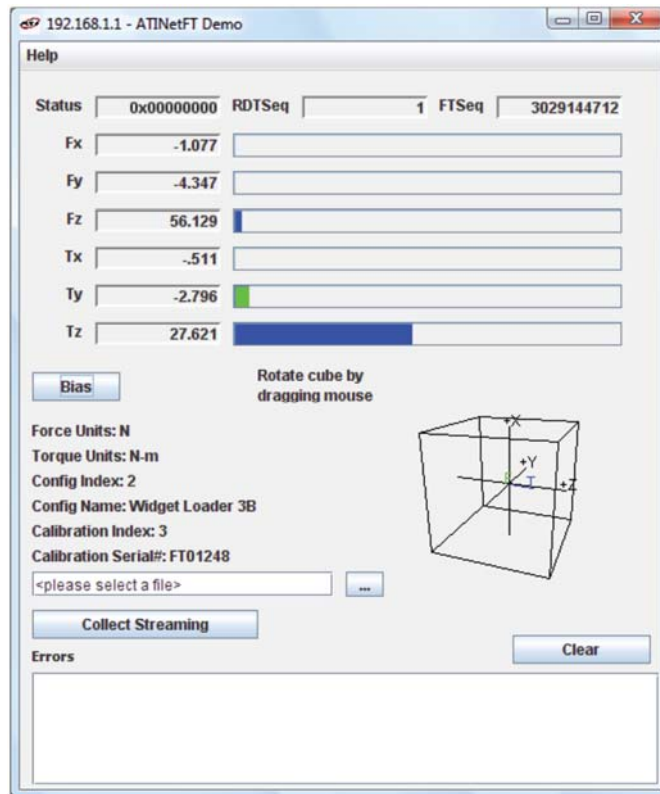 192.168.1.1 - ATINetFT Demo
Help
Status 0x00000000 RDTSeq 1 FTSeq 3029144712
Fx -1.077
Fy -4.347
Fz 56.129
Tx -.511
Ty -2.796
Tz 27.621
Bias
Rotate cube by
dragging mouse
Force Units: N
Torque Units: N-m
Config Index: 2
Config Name: Widget Loader 3B
Calibration Index: 3
Calibration Serial#: FT01248
+X
+Y
+Z
<please select a file> ...
Collect Streaming
Clear
Errors